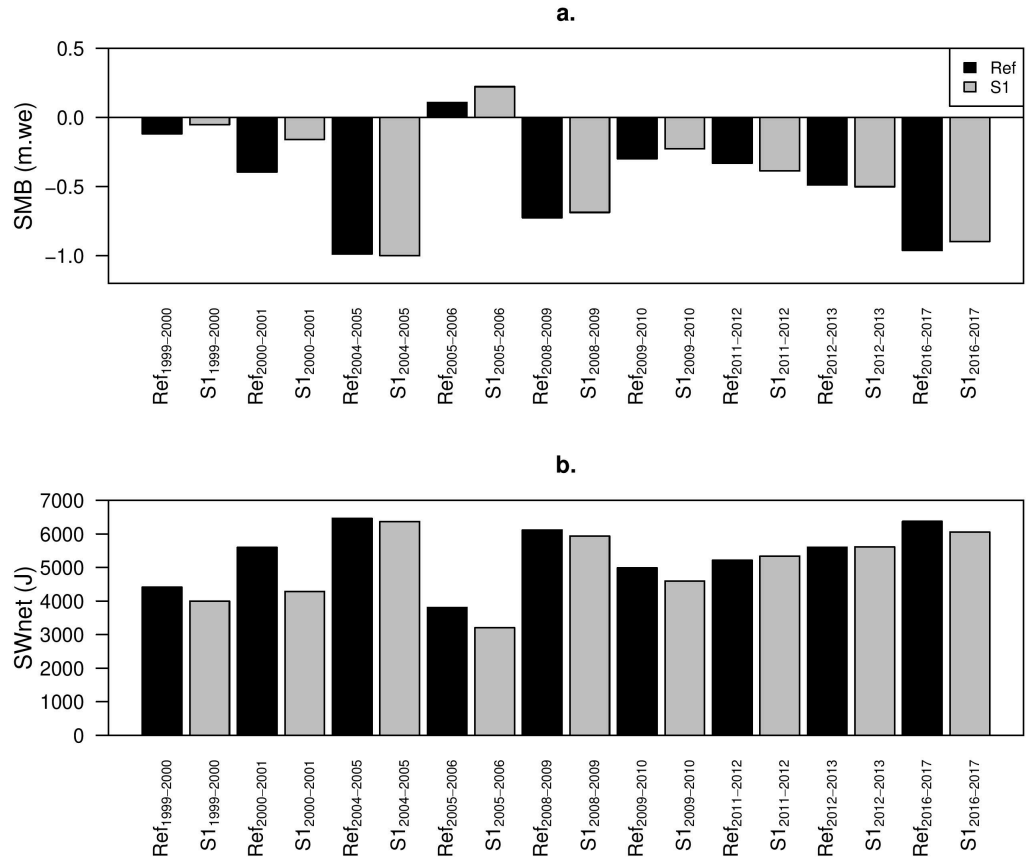 a.
SMB (m.we)
0.5
0.0
−0.5
−1.0
Ref
S1
Ref1999−2000
S11999−2000
Ref2000−2001
S12000−2001
Ref2004−2005
S12004−2005
Ref2005−2006
S12005−2006
Ref2008−2009
S12008−2009
Ref2009−2010
S12009−2010
Ref2011−2012
S12011−2012
Ref2012−2013
S12012−2013
Ref2016−2017
S12016−2017
b.
SWnet (J)
7000
6000
5000
4000
3000
2000
1000
0
Ref1999−2000
S11999−2000
Ref2000−2001
S12000−2001
Ref2004−2005
S12004−2005
Ref2005−2006
S12005−2006
Ref2008−2009
S12008−2009
Ref2009−2010
S12009−2010
Ref2011−2012
S12011−2012
Ref2012−2013
S12012−2013
Ref2016−2017
S12016−2017